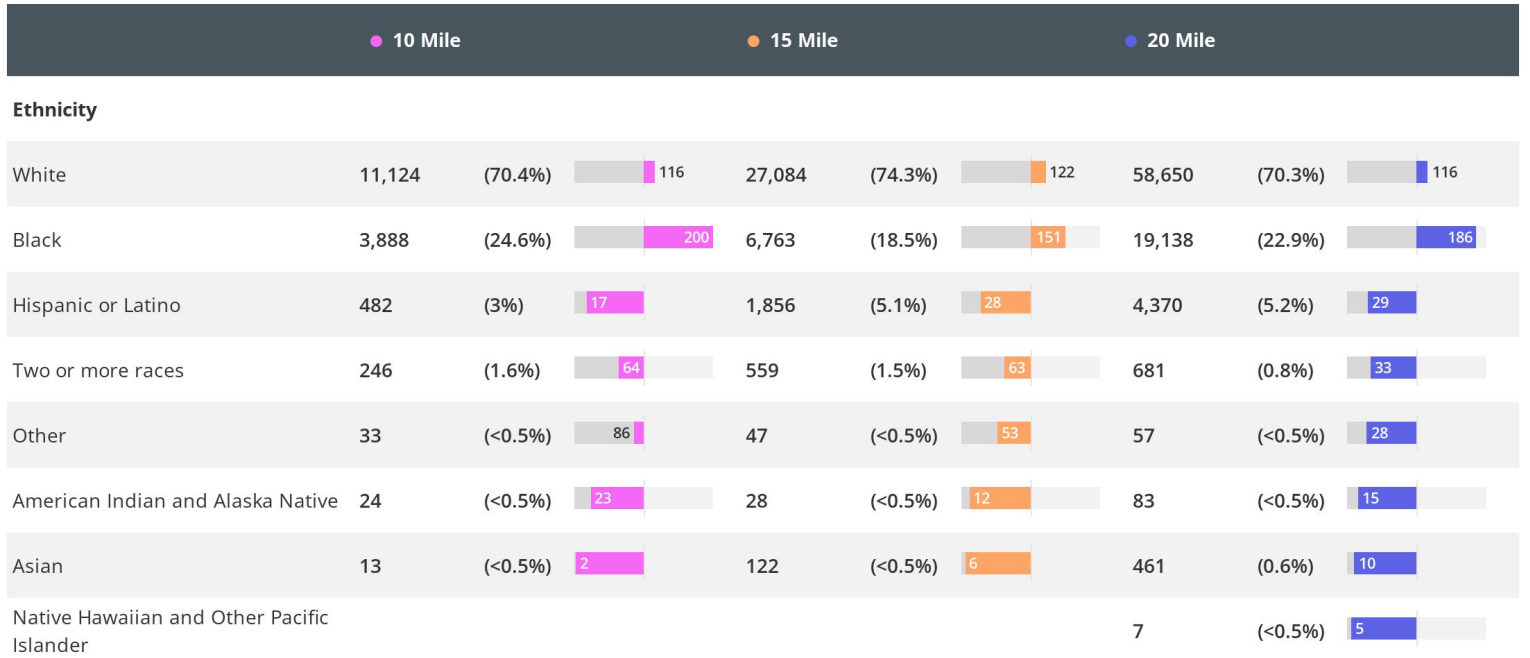 10 Mile 15 Mile 20 Mile
Ethnicity
White 11,124 (70.4%) 116 27,084 (74.3%) 122 58,650 (70.3%) 116
Black 3,888 (24.6%) 200 6,763 (18.5%) 151 19,138 (22.9%) 186
Hispanic or Latino 482 (3%) 17 1,856 (5.1%) 28 4,370 (5.2%) 29
Two or more races 246 (1.6%) 64 559 (1.5%) 63 681 (0.8%) 33
Other 33 (<0.5%) 86 47 (<0.5%) 53 57 (<0.5%) 28
American Indian and Alaska Native 24 (<0.5%) 23 28 (<0.5%) 12 83 (<0.5%) 15
Asian 13 (<0.5%) 2 122 (<0.5%) 6 461 (0.6%) 10
Native Hawaiian and Other Pacific
Islander 7 (<0.5%) 5